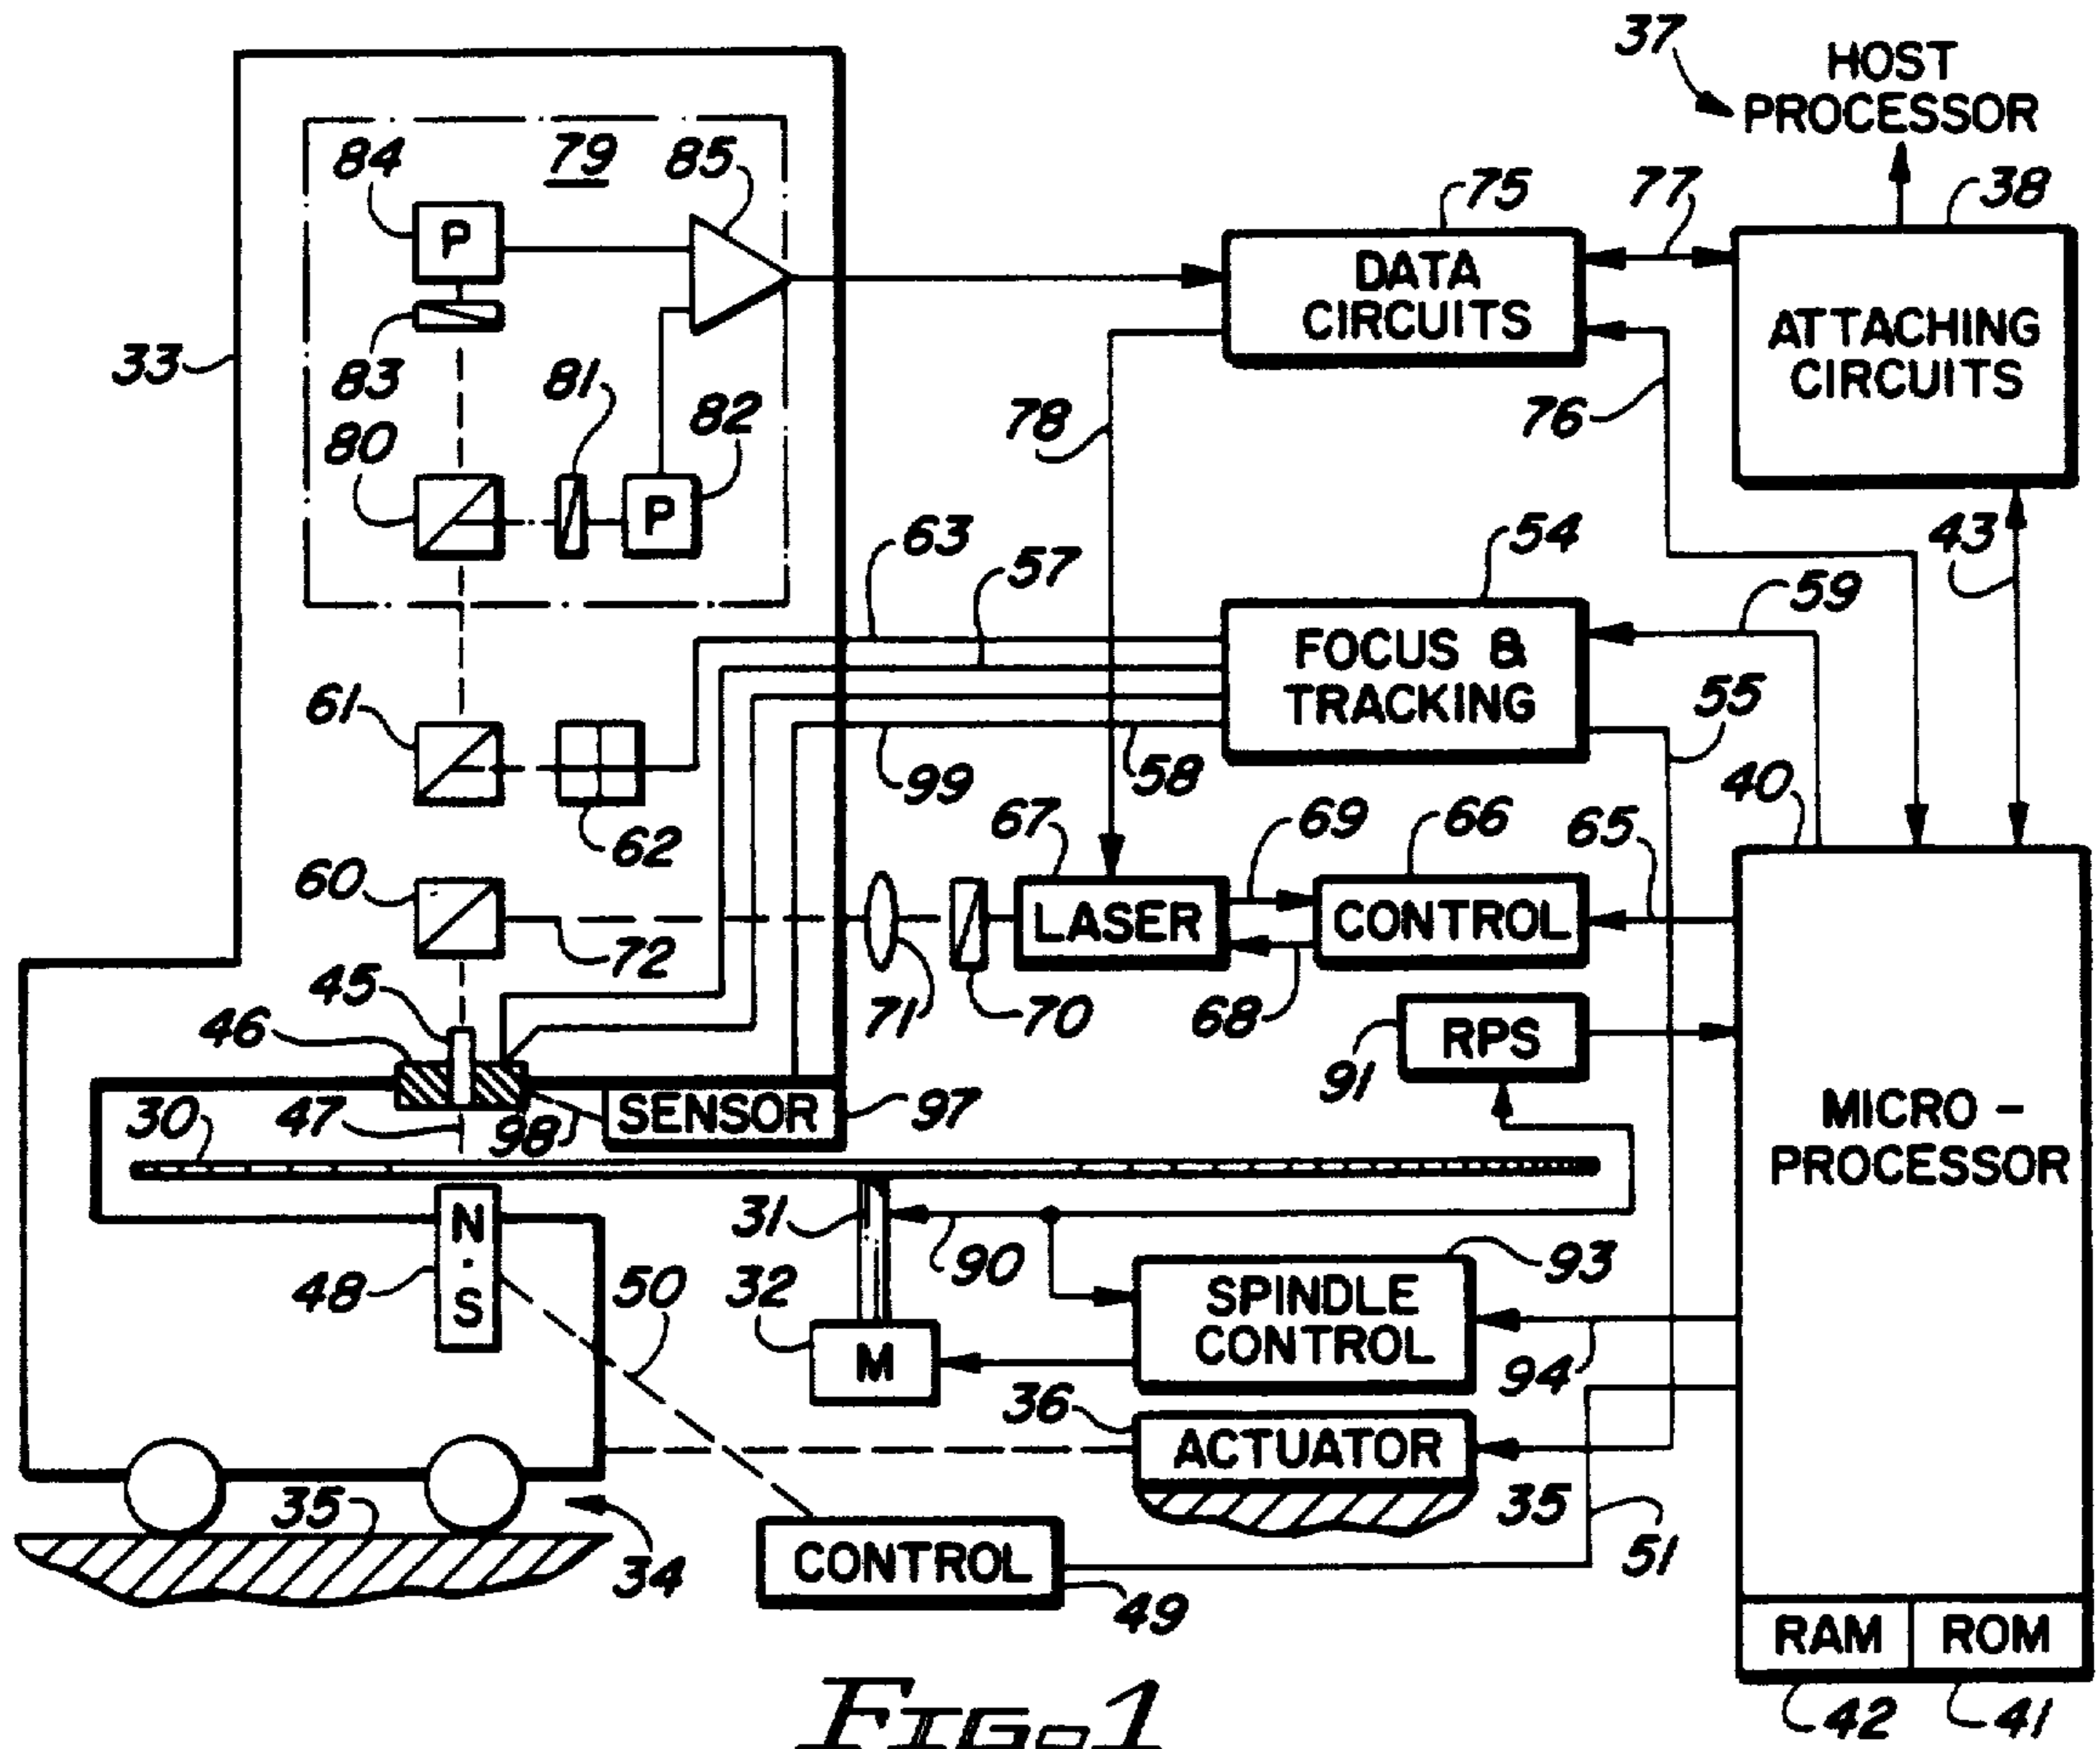 37
HOST
PROCESSOR
84
79
85
75
77
38
P
DATA
CIRCUITS
ATTACHING
CIRCUITS
33
83
81
82
78
76
80
P
63
54
43
57
59
FOCUS &
TRACKING
55
61
99
58
40
62
67
69
66
65
60
LASER
CONTROL
72
45
71
70
68
46
RPS
91
30
47
98
SENSOR
97
MICRO-
PROCESSOR
31
N
·
S
90
93
48
50
32
SPINDLE
CONTROL
M
94
36
ACTUATOR
35
35
34
CONTROL
51
49
RAM
ROM
42
41
FIG. 1